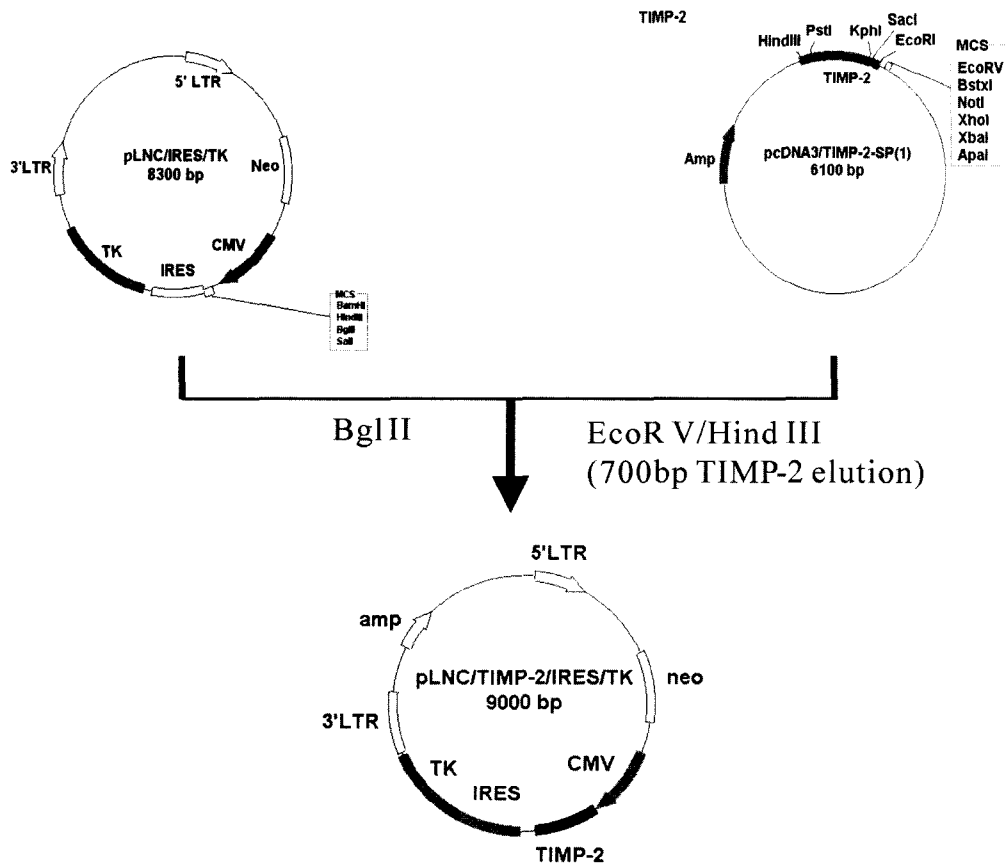 TIMP-2
5' LTR
pLNC/IRES/TK
8300 bp
Neo
3'LTR
TK
IRES
CMV
MCS
BamHI
HindIII
BglII
SalI
HindIII
PstI
KphI
SacI
EcoRI
TIMP-2
Amp
pcDNA3/TIMP-2-SP(1)
6100 bp
MCS
EcoRV
BstxI
NotI
XhoI
XbaI
ApaI
Bgl II
EcoR V/Hind III
(700bp TIMP-2 elution)
5'LTR
amp
pLNC/TIMP-2/IRES/TK
9000 bp
neo
3'LTR
TK
IRES
CMV
TIMP-2